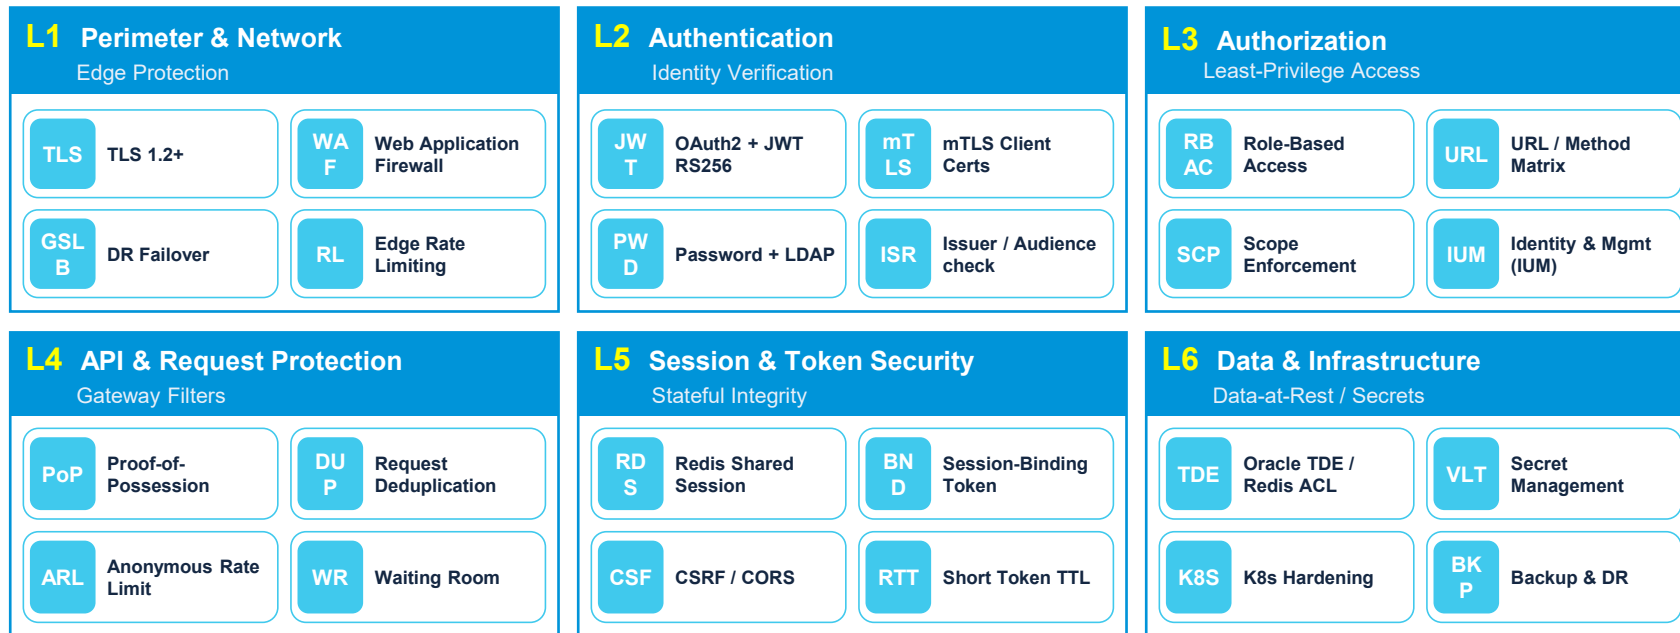 L1 Perimeter & Network
Edge Protection
TLS
TLS 1.2+
WA
F
Web Application
Firewall
GSL
B
DR Failover
RL
Edge Rate
Limiting
L2 Authentication
Identity Verification
JW
T
OAuth2 + JWT
RS256
mT
LS
mTLS Client
Certs
PW
D
Password + LDAP
ISR
Issuer / Audience
check
L3 Authorization
Least-Privilege Access
RB
AC
Role-Based
Access
URL
URL / Method
Matrix
SCP
Scope
Enforcement
IUM
Identity & Mgmt
(IUM)
L4 API & Request Protection
Gateway Filters
PoP
Proof-of-
Possession
DU
P
Request
Deduplication
ARL
Anonymous Rate
Limit
WR
Waiting Room
L5 Session & Token Security
Stateful Integrity
RD
S
Redis Shared
Session
BN
D
Session-Binding
Token
CSF
CSRF / CORS
RTT
Short Token TTL
L6 Data & Infrastructure
Data-at-Rest / Secrets
TDE
Oracle TDE /
Redis ACL
VLT
Secret
Management
K8S
K8s Hardening
BK
P
Backup & DR